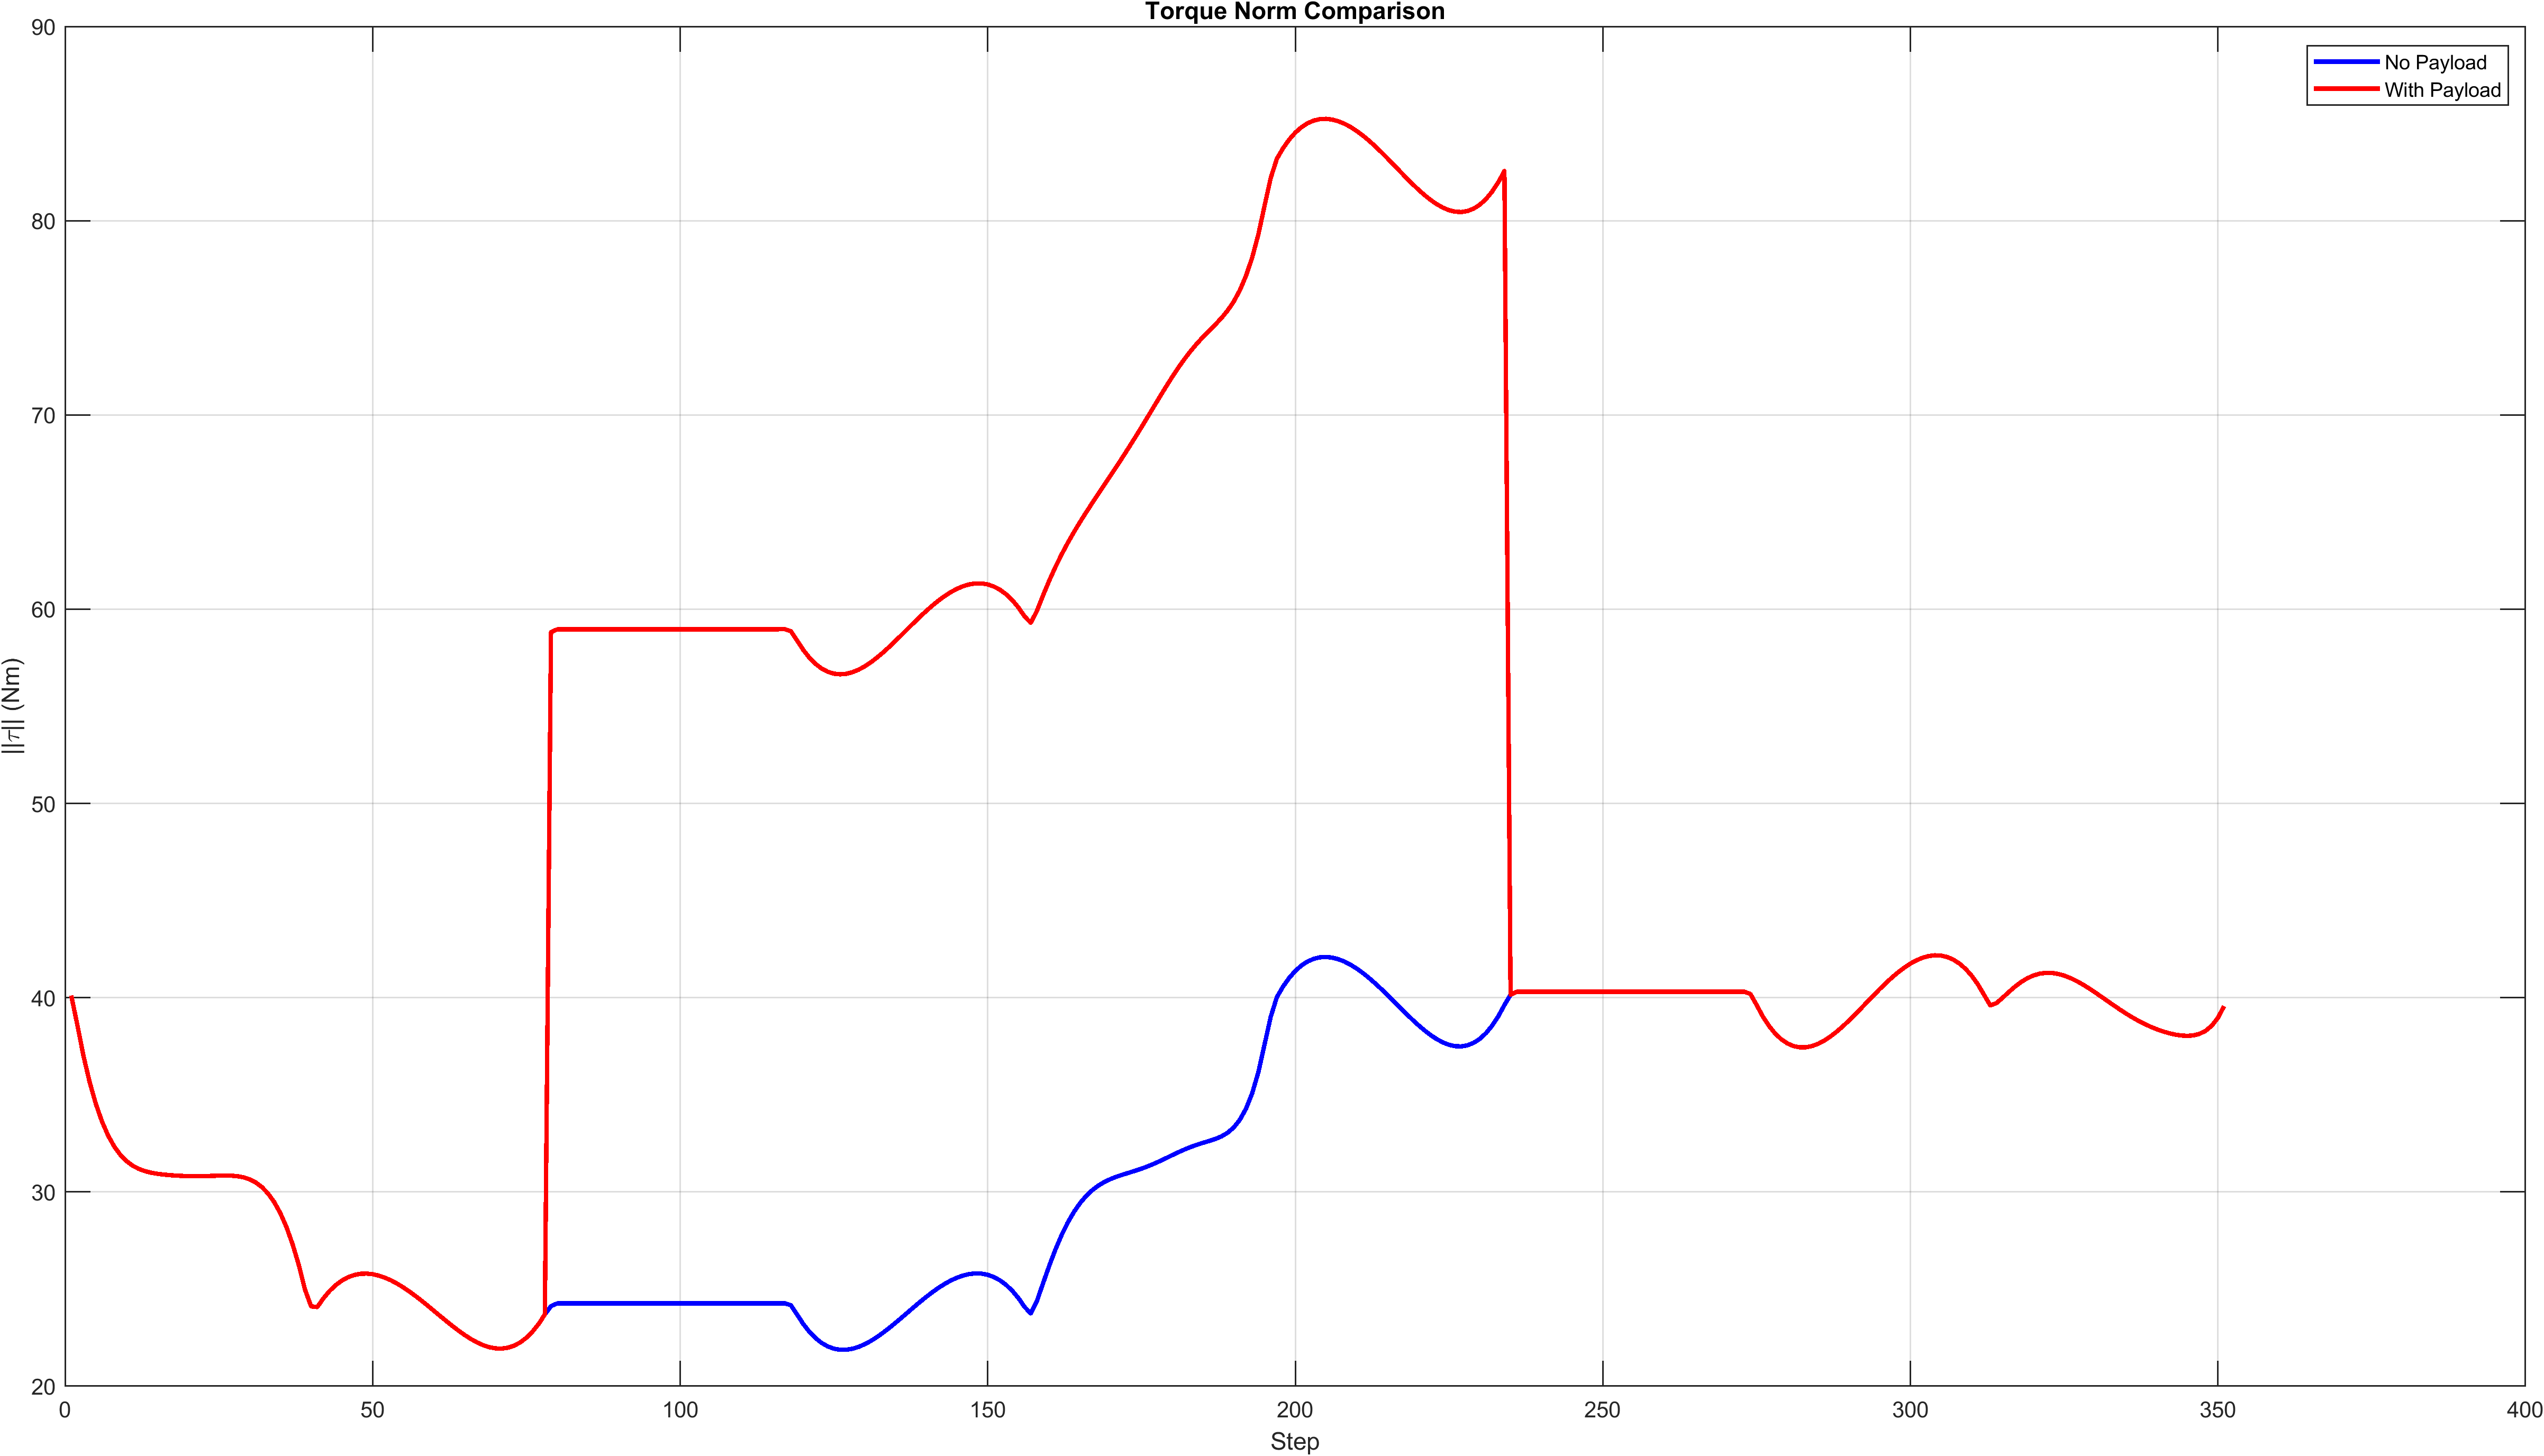 Torque Norm Comparison
No Payload
With Payload
90
80
70
60
50
40
30
20
||τ|| (Nm)
0 50 100 150 200 250 300 350 400
Step